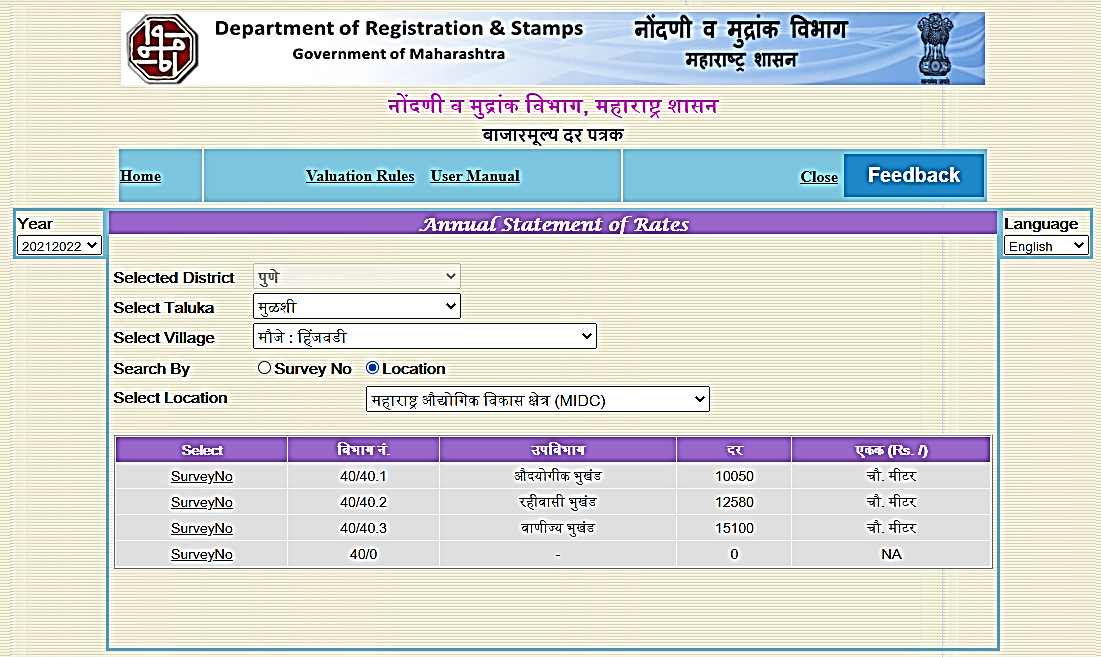 Department of Registration & Stamps
Government of Maharashtra
नोंदणी व मुद्रांक विभाग
महाराष्ट्र शासन
नोंदणी व मुद्रांक विभाग, महाराष्ट्र शासन
बाजारमूल्य दर पत्रक
Home Valuation Rules User Manual Close Feedback
Year
20212022
Annual Statement of Rates
Language
English
Selected District पुणे
Select Taluka मुळशी
Select Village मौजे : हिंजवडी
Search By Survey No Location
Select Location महाराष्ट्र औद्योगिक विकास क्षेत्र (MIDC)
Select विभाग नं. उपविभाग दर एकक (Rs. /)
SurveyNo 40/40.1 औदयोगीक भुखंड 10050 चौ. मीटर
SurveyNo 40/40.2 रहीवासी भुखंड 12580 चौ. मीटर
SurveyNo 40/40.3 वाणीज्य भुखंड 15100 चौ. मीटर
SurveyNo 40/0 - 0 NA